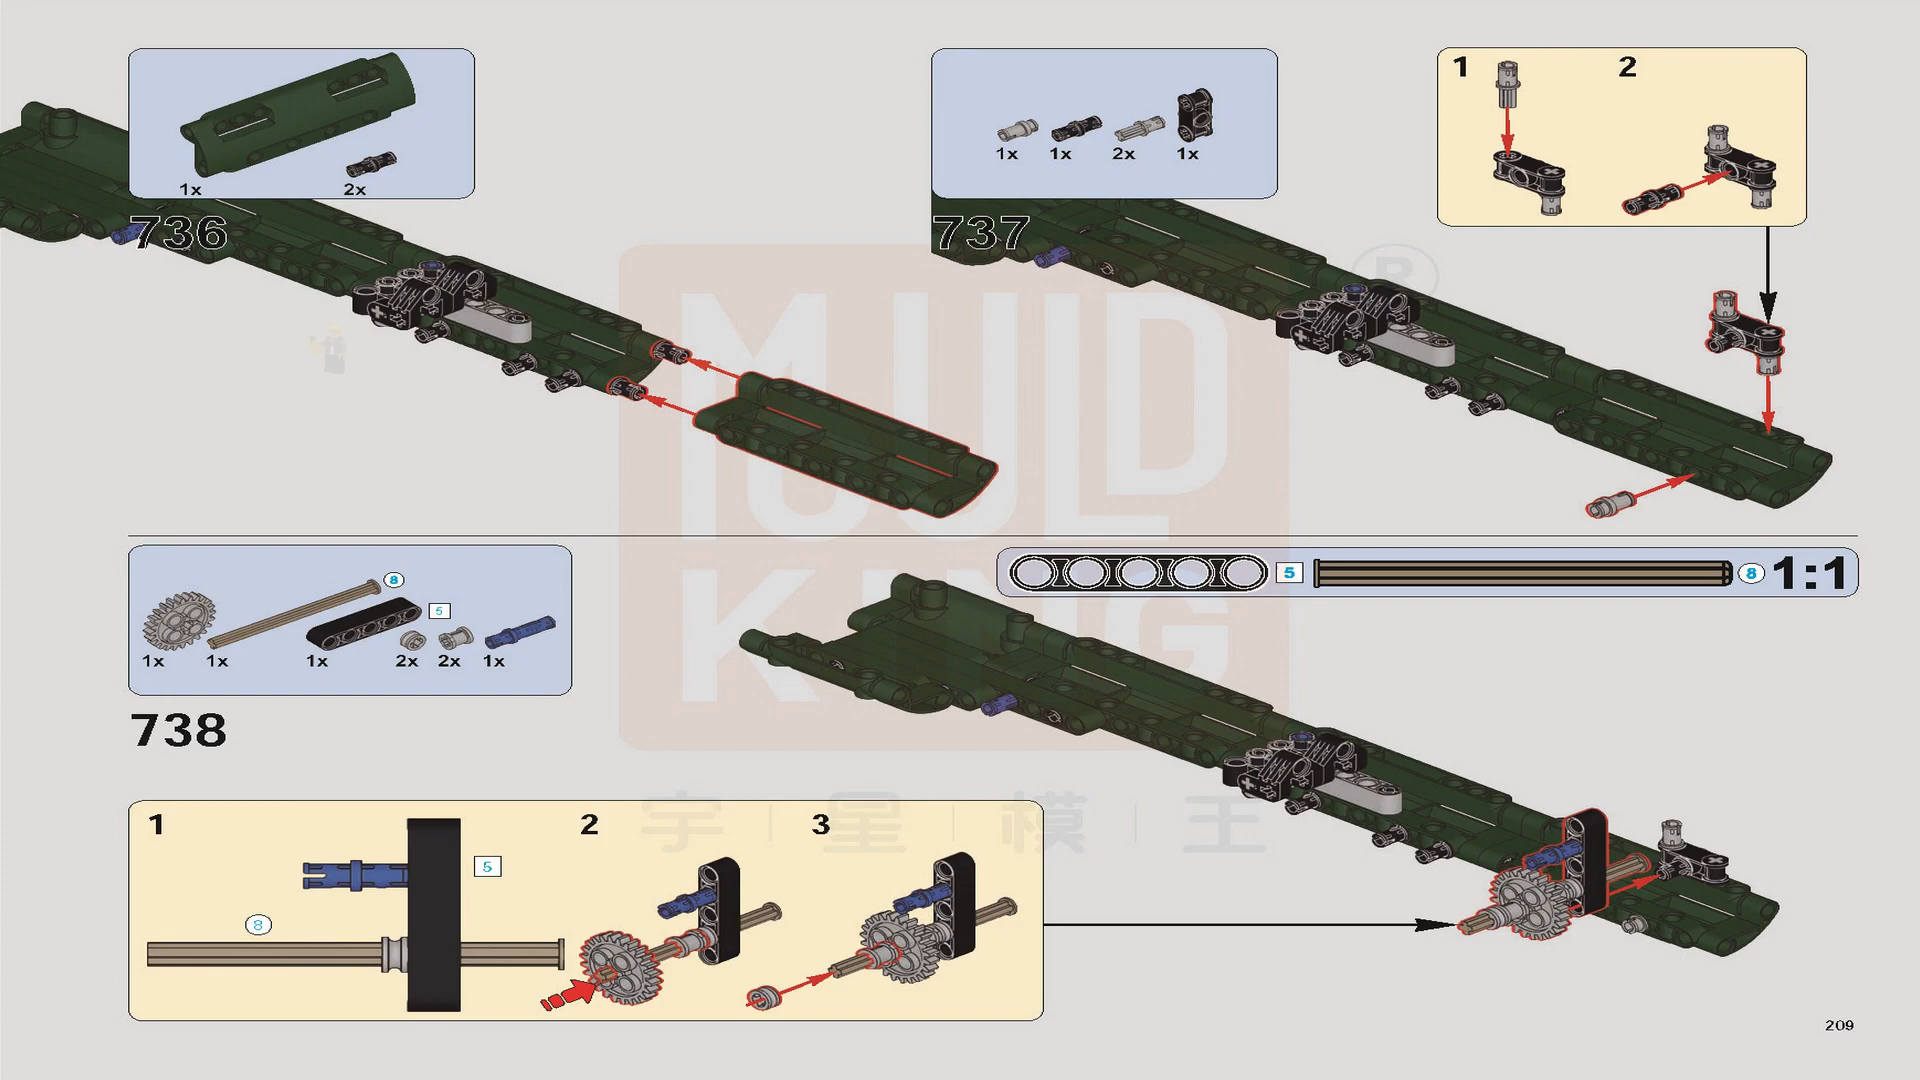 1x
2x
736
1x
1x
2x
1x
737
1
2
1x
1x
1x
2x
2x
1x
8
5
738
5
8
1:1
1
2
3
5
8
MOULD
KING
R
宇 | 星 | 模 | 王
209